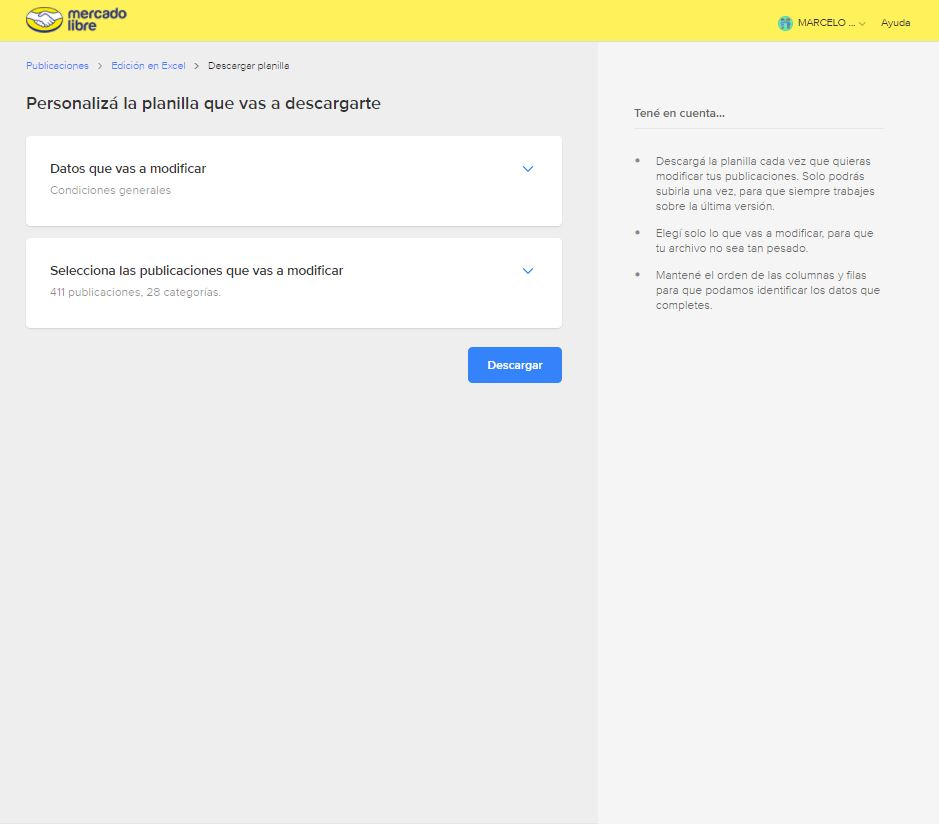 mercado
libre
MARCELO ...
Ayuda
Publicaciones > Edición en Excel > Descargar planilla
Personalizá la planilla que vas a descargarte
Datos que vas a modificar
Condiciones generales
Selecciona las publicaciones que vas a modificar
411 publicaciones, 28 categorías.
Descargar
Tené en cuenta...
• Descargá la planilla cada vez que quieras
modificar tus publicaciones. Solo podrás
subirla una vez, para que siempre trabajes
sobre la última versión.
• Elegí solo lo que vas a modificar, para que
tu archivo no sea tan pesado.
• Mantené el orden de las columnas y filas
para que podamos identificar los datos que
completes.